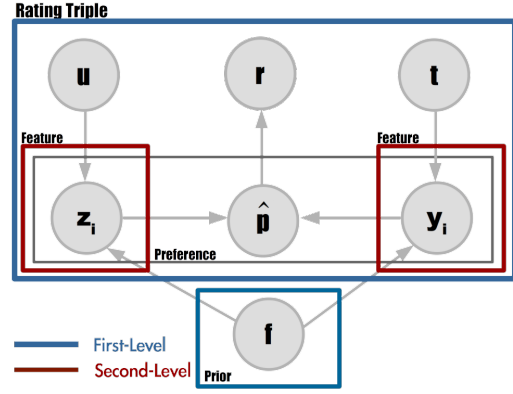 Rating Triple
u
r
t
Feature
Feature
z_i
p̂
y_i
Preference
f
First-Level
Second-Level
Prior